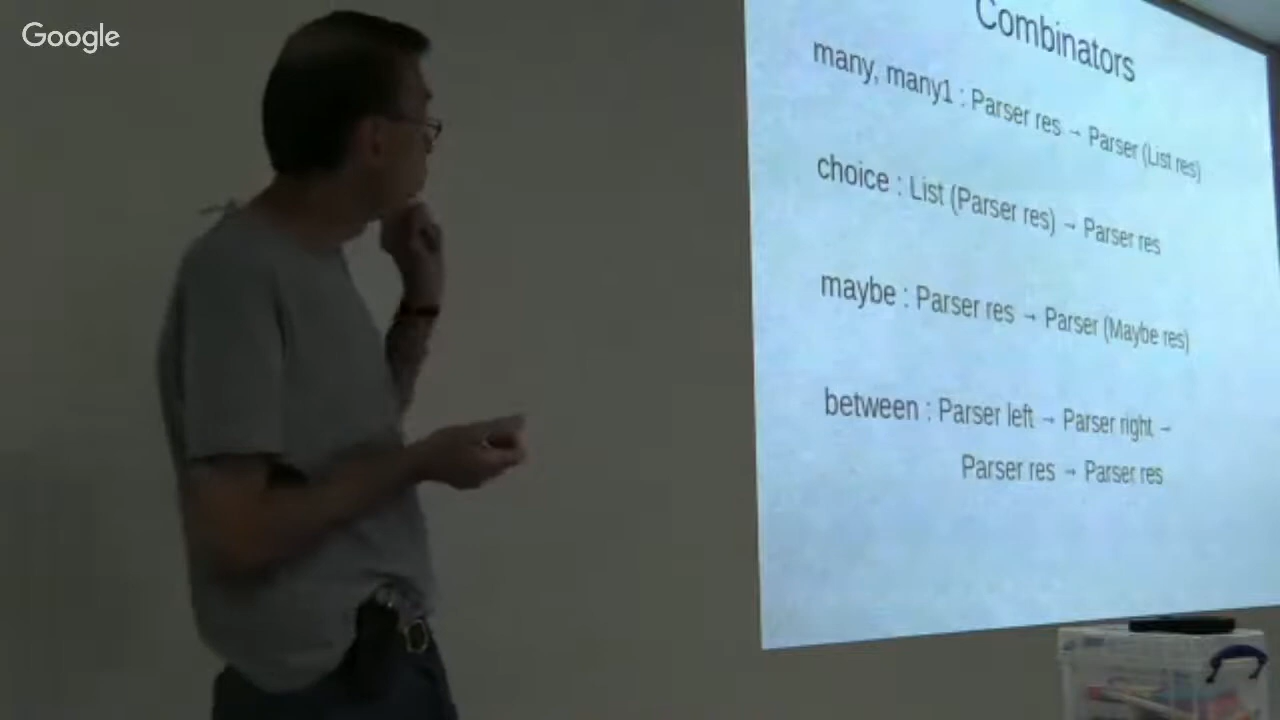 Google
Combinators
many, many1 : Parser res → Parser (List res)
choice : List (Parser res) → Parser res
maybe : Parser res → Parser (Maybe res)
between : Parser left → Parser right →
Parser res → Parser res